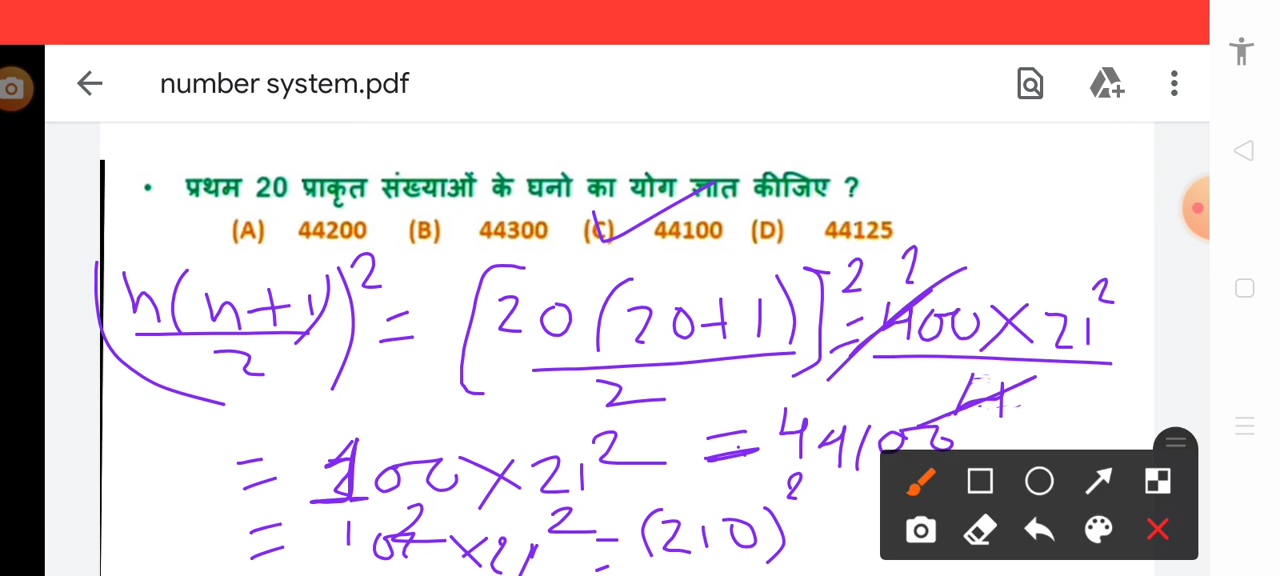 number system.pdf
• प्रथम 20 प्राकृत संख्याओं के घनो का योग ज्ञात कीजिए ?
(A) 44200 (B) 44300 (C) 44100 (D) 44125
(n(n+1)/2)² = [20(20+1)/2]² = 400×21²/4
= 100×21² = 44100
= 10²×21² = (210)²